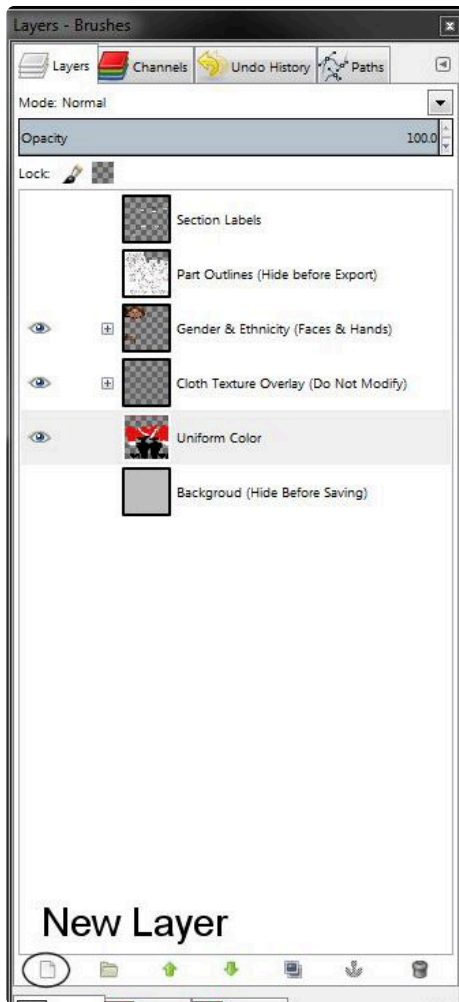 Layers - Brushes
Layers Channels Undo History Paths
Mode: Normal
Opacity 100.0
Lock:
Section Labels
Part Outlines (Hide before Export)
Gender & Ethnicity (Faces & Hands)
Cloth Texture Overlay (Do Not Modify)
Uniform Color
Backgroud (Hide Before Saving)
New Layer